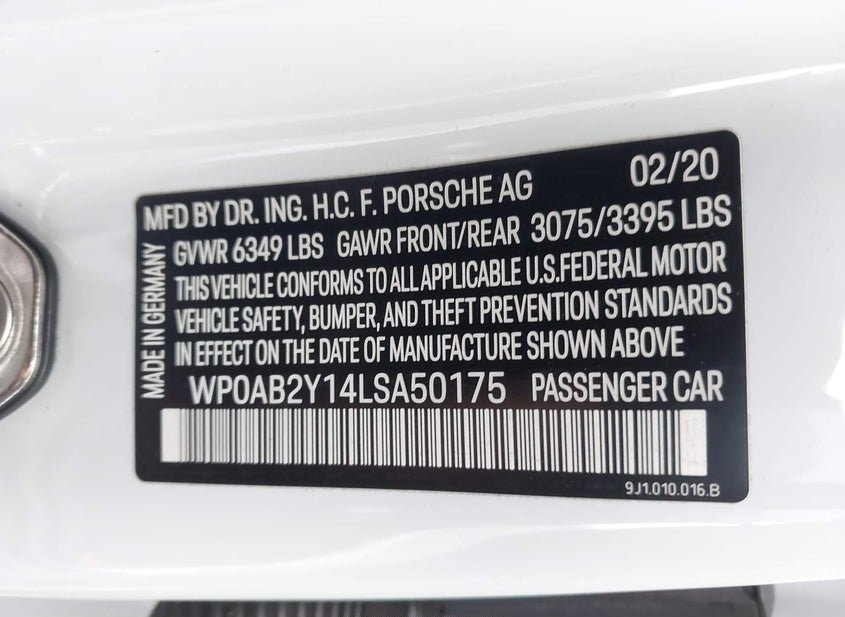 MFD BY DR. ING. H.C. F. PORSCHE AG 02/20
GVWR 6349 LBS GAWR FRONT/REAR 3075/3395 LBS
THIS VEHICLE CONFORMS TO ALL APPLICABLE U.S.FEDERAL MOTOR
VEHICLE SAFETY, BUMPER, AND THEFT PREVENTION STANDARDS
IN EFFECT ON THE DATE OF MANUFACTURE SHOWN ABOVE
MADE IN GERMANY
WP0AB2Y14LSA50175 PASSENGER CAR
9J1.010.016.B